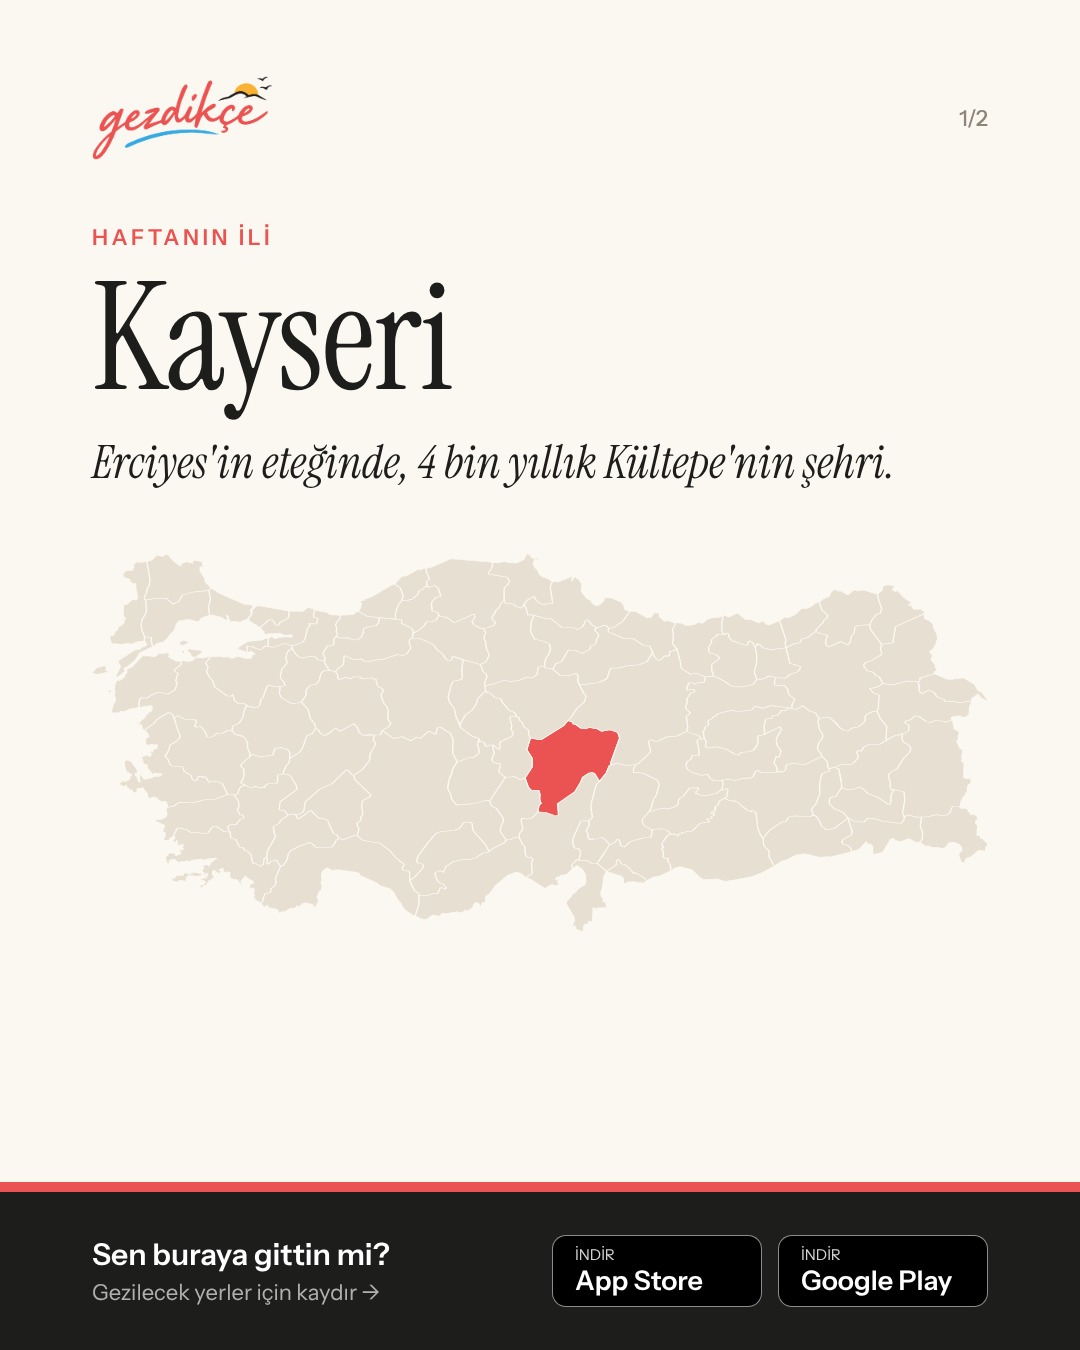 gezdikçe
1/2
HAFTANIN İLİ
Kayseri
Erciyes'in eteğinde, 4 bin yıllık Kültepe'nin şehri.
Sen buraya gittin mi?
Gezilecek yerler için kaydır →
İNDİR
App Store
İNDİR
Google Play